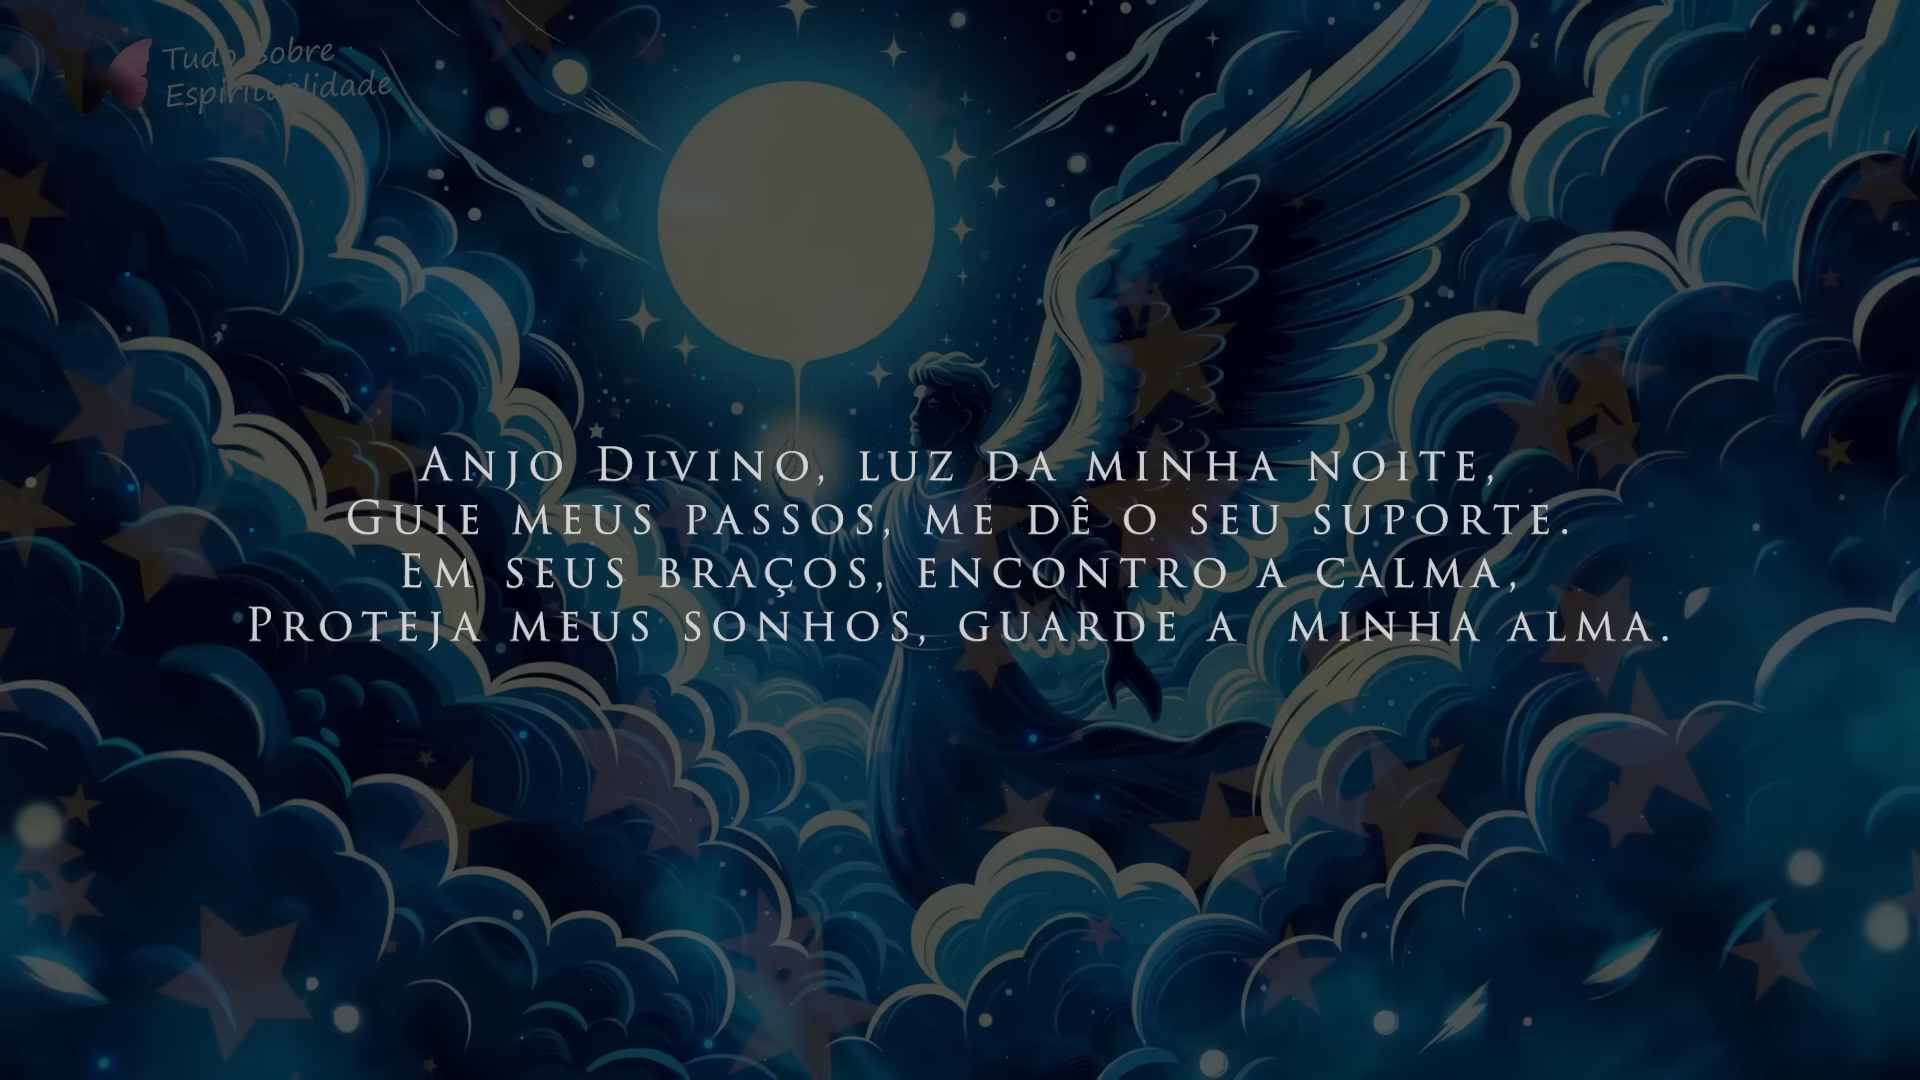 Tudo Sobre
Espiritualidade
Anjo Divino, luz da minha noite,
Guie meus passos, me dê o seu suporte.
Em seus braços, encontro a calma,
Proteja meus sonhos, guarde a minha alma.